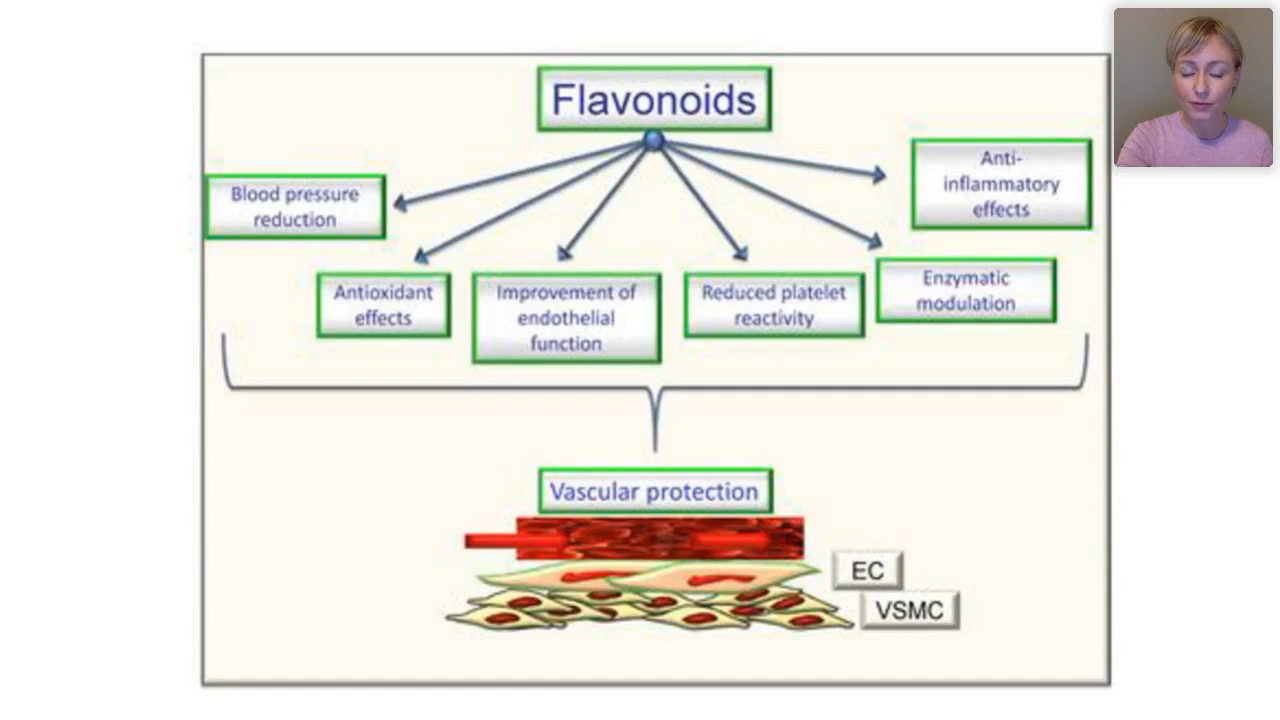 Flavonoids
Blood pressure
reduction
Antioxidant
effects
Improvement of
endothelial
function
Reduced platelet
reactivity
Enzymatic
modulation
Anti-
inflammatory
effects
Vascular protection
EC
VSMC